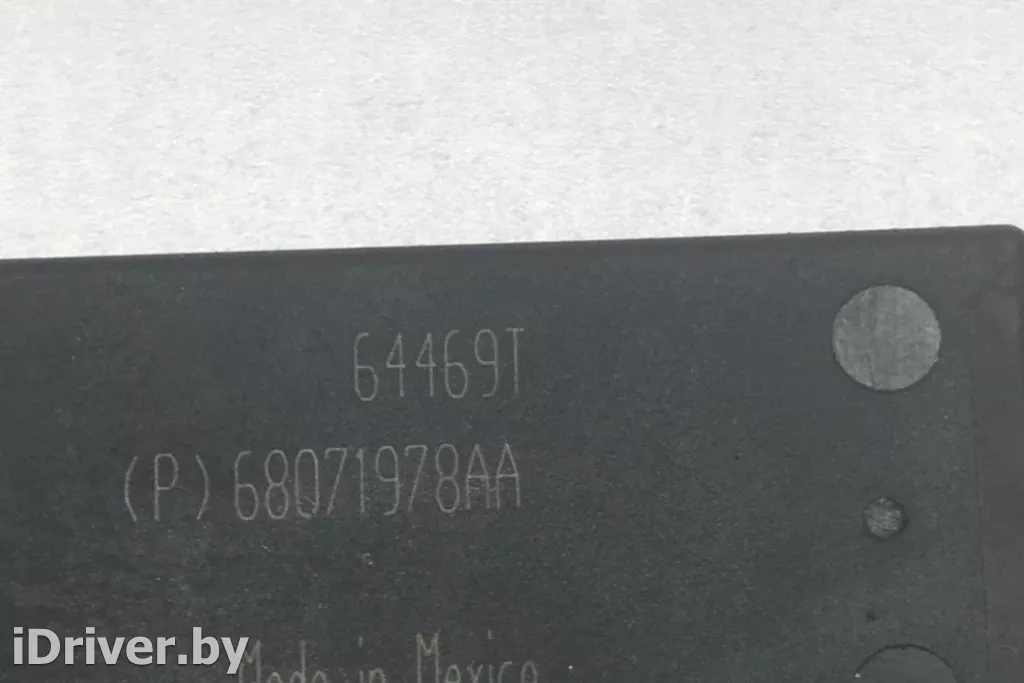 64469T
(P)68071978AA
Made in Mexico
iDriver.by